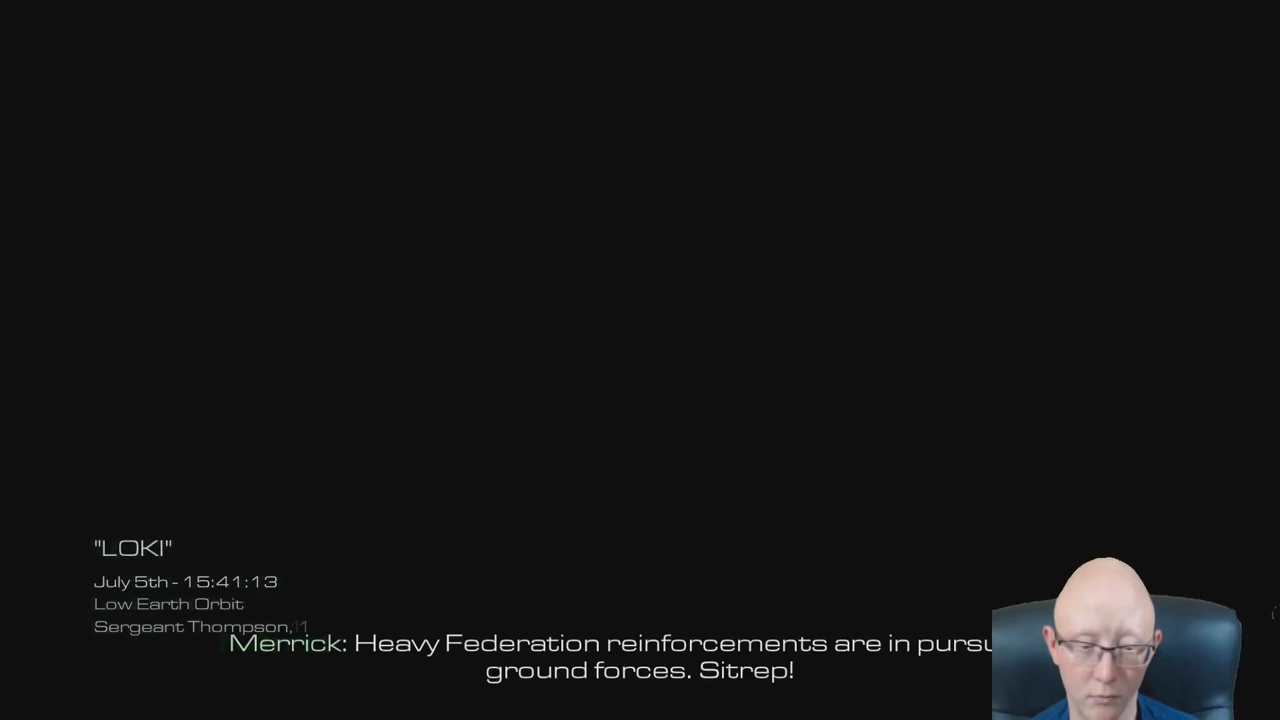 "LOKI"
July 5th - 15:41:13
Low Earth Orbit
Sergeant Thompson,
Merrick: Heavy Federation reinforcements are in
ground forces. Sitrep!